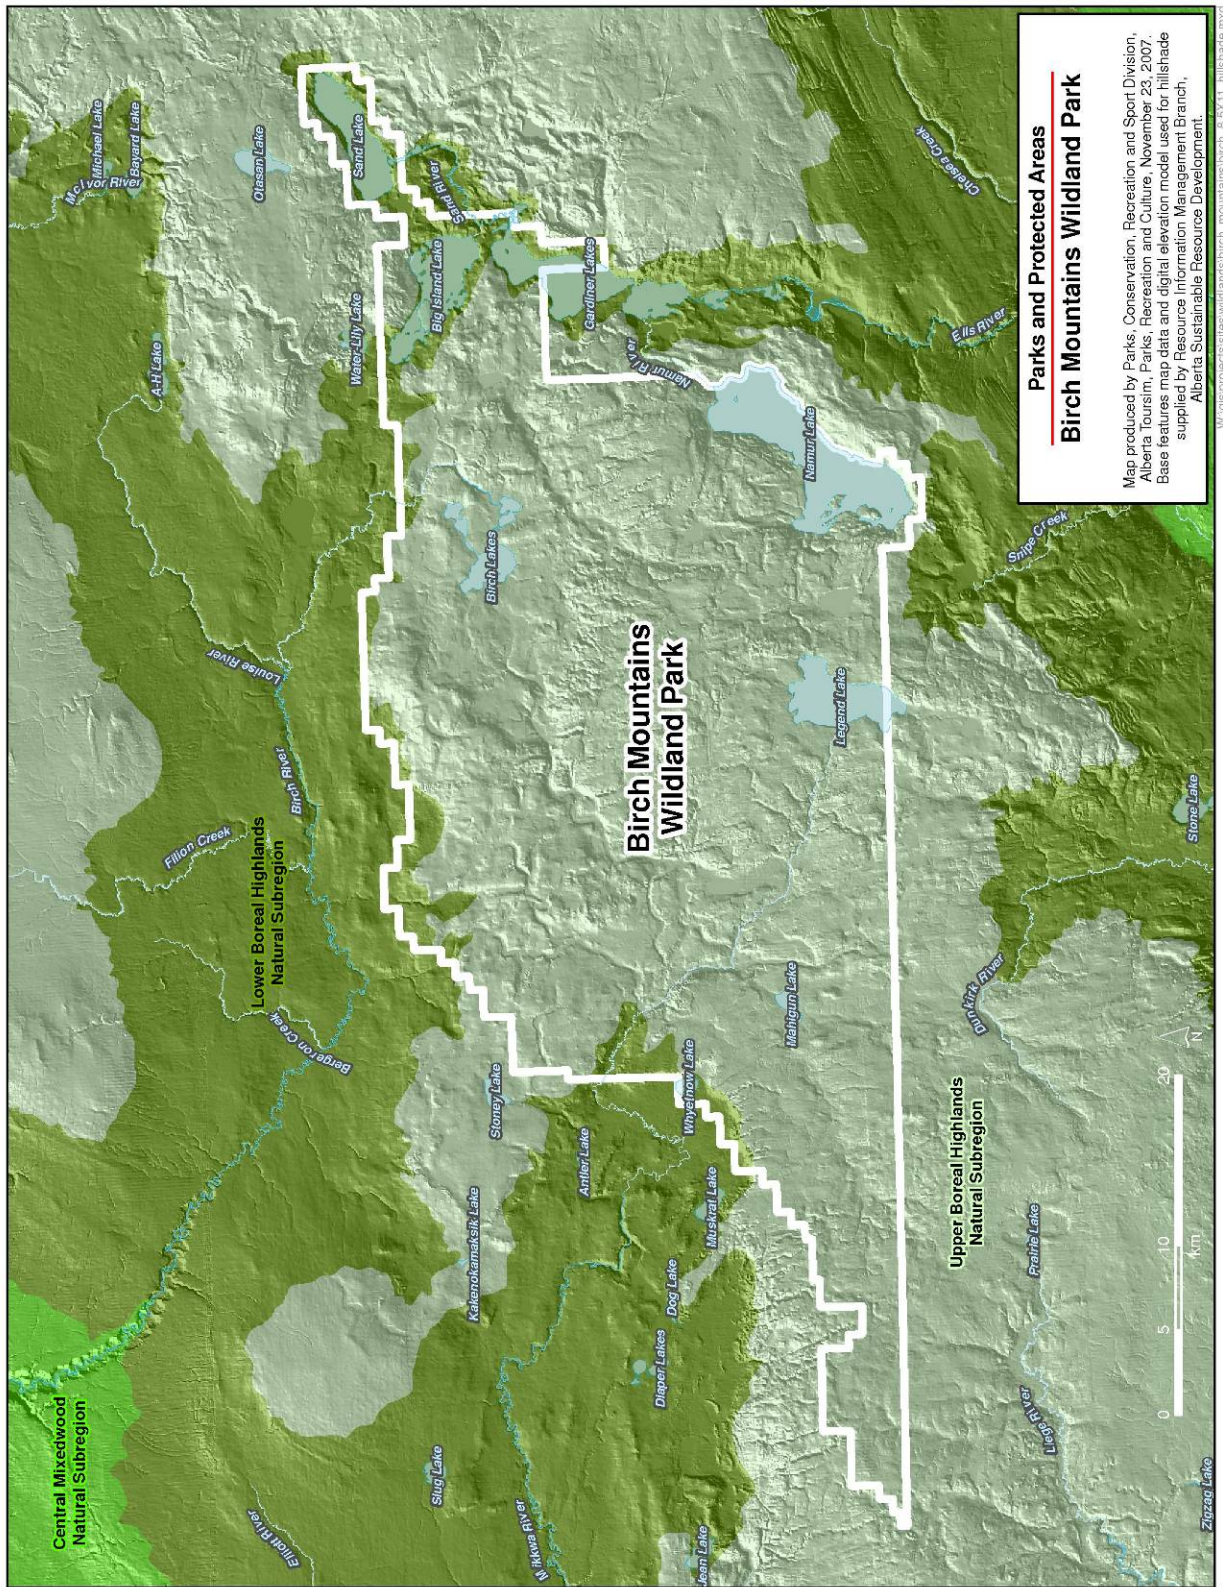 Central Mixedwood
Natural Subregion
McIvor River
Michael Lake
Bayard Lake
A-H Lake
Filion Creek
Louise River
Otasan Lake
Lower Boreal Highlands
Natural Subregion
Elliott River
Birch River
Bergeron Creek
Water-Lily Lake
Sand Lake
Slug Lake
Big Island Lake
Sand River
Kakenokamaksik Lake
Birch Lakes
Stoney Lake
Mikkwa River
Antler Lake
Gardiner Lakes
Birch Mountains
Wildland Park
Diaper Lakes
Namur River
Dog Lake
Whyetnow Lake
Jean Lake
Muskrat Lake
Mahigun Lake
Namur Lake
Legend Lake
Chelsea Creek
Upper Boreal Highlands
Natural Subregion
Ells River
Dunkirk River
Prairie Lake
Snipe Creek
Liege River
Parks and Protected Areas
Birch Mountains Wildland Park
Map produced by Parks, Conservation, Recreation and Sport Division,
Alberta Toursim, Parks, Recreation and Culture, November 23, 2007.
Base features map data and digital elevation model used for hillshade
supplied by Resource Information Management Branch,
Alberta Sustainable Resource Development.
0 5 10 20
km
N
Stone Lake
Zigzag Lake